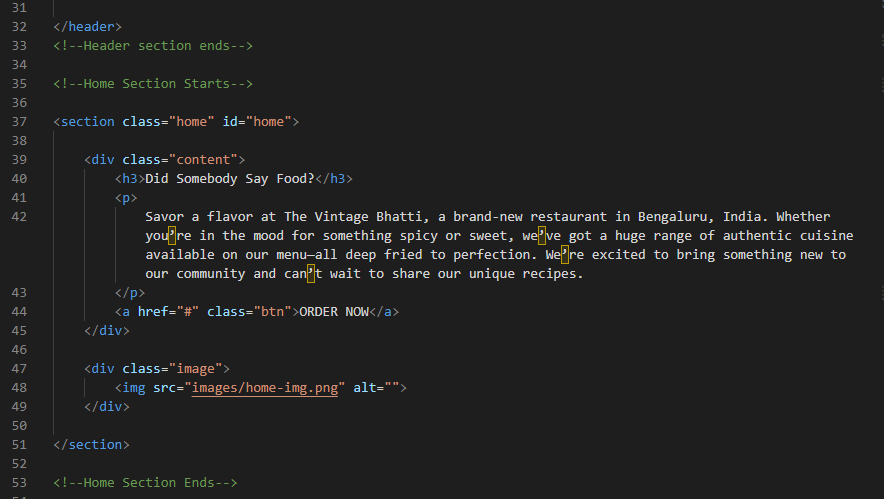 31
32 </header>
33 <!--Header section ends-->
34
35 <!--Home Section Starts-->
36
37 <section class="home" id="home">
38
39 <div class="content">
40 <h3>Did Somebody Say Food?</h3>
41 <p>
42 Savor a flavor at The Vintage Bhatti, a brand-new restaurant in Bengaluru, India. Whether
you’re in the mood for something spicy or sweet, we’ve got a huge range of authentic cuisine
available on our menu—all deep fried to perfection. We’re excited to bring something new to
our community and can’t wait to share our unique recipes.
43 </p>
44 <a href="#" class="btn">ORDER NOW</a>
45 </div>
46
47 <div class="image">
48 <img src="images/home-img.png" alt="">
49 </div>
50
51 </section>
52
53 <!--Home Section Ends-->